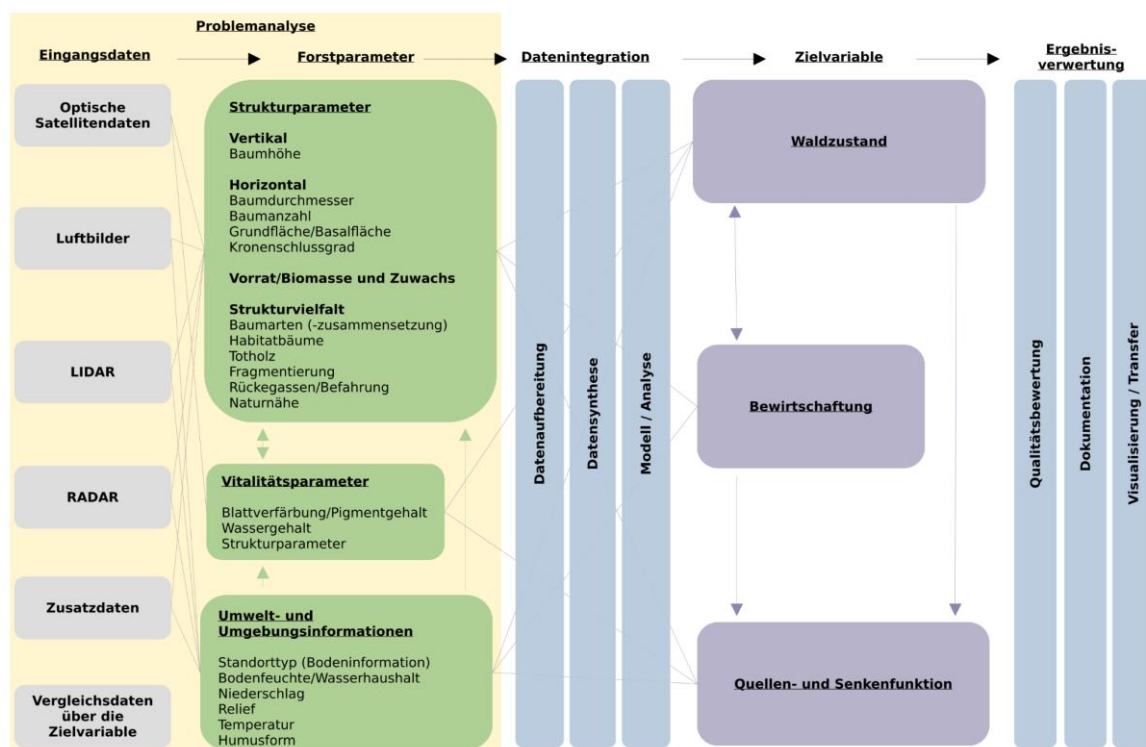 Problemanalyse
Eingangsdaten
Forstparameter
Datenintegration
Zielvariable
Ergebnis-
verwertung
Optische
Satellitendaten
Luftbilder
LIDAR
RADAR
Zusatzdaten
Vergleichsdaten
über die
Zielvariable
Strukturparameter
Vertikal
Baumhöhe
Horizontal
Baumdurchmesser
Baumanzahl
Grundfläche/Basalfläche
Kronenschlussgrad
Vorrat/Biomasse und Zuwachs
Strukturvielfalt
Baumarten (-zusammensetzung)
Habitatbäume
Totholz
Fragmentierung
Rückegassen/Befahrung
Naturnähe
Vitalitätsparameter
Blattverfärbung/Pigmentgehalt
Wassergehalt
Strukturparameter
Umwelt- und
Umgebungsinformationen
Standorttyp (Bodeninformation)
Bodenfeuchte/Wasserhaushalt
Niederschlag
Relief
Temperatur
Humusform
Datenaufbereitung
Datensynthese
Modell / Analyse
Waldzustand
Bewirtschaftung
Quellen- und Senkenfunktion
Qualitätsbewertung
Dokumentation
Visualisierung / Transfer